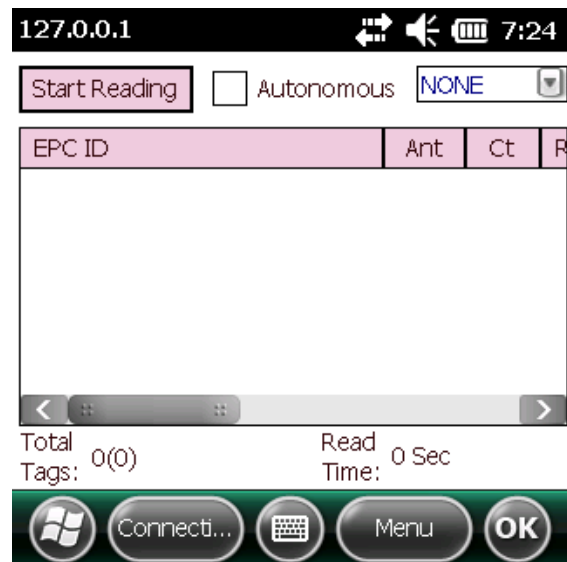 127.0.0.1 7:24
Start Reading Autonomous NONE
EPC ID Ant Ct R
Total Tags: 0(0) Read Time: 0 Sec
Connecti... Menu OK